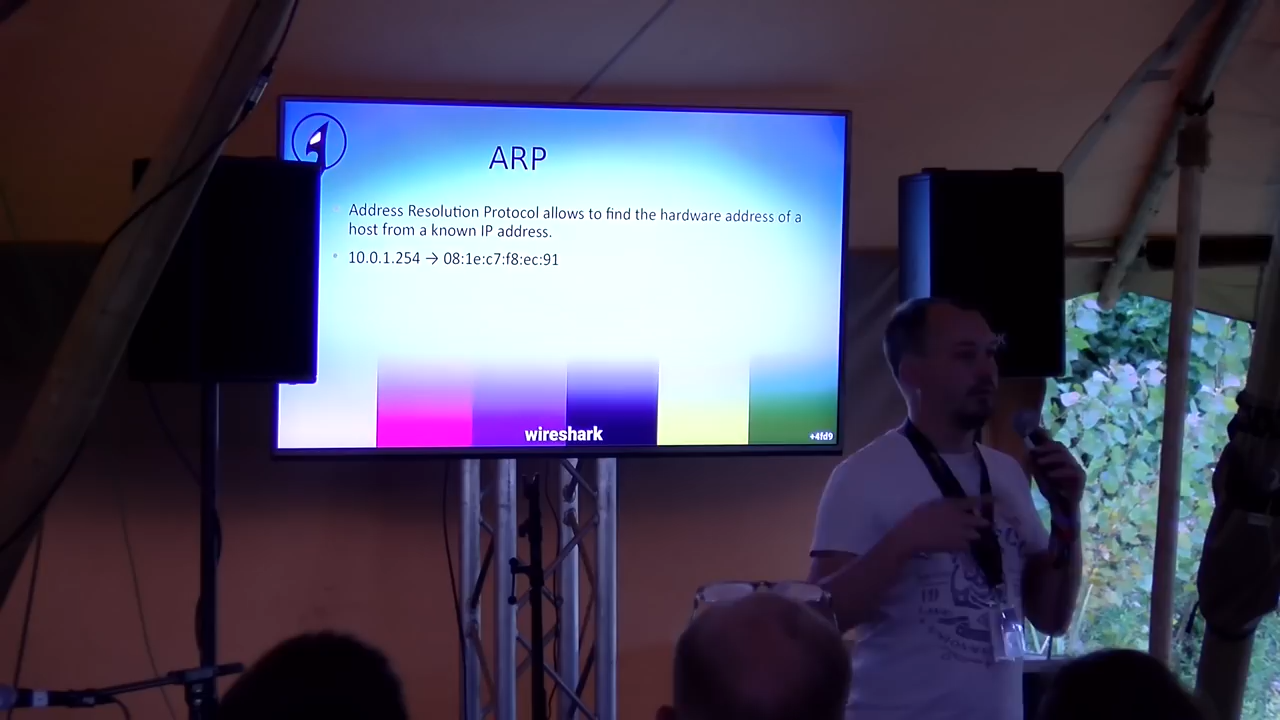 ARP
Address Resolution Protocol allows to find the hardware address of a
host from a known IP address.
10.0.1.254 → 08:1e:c7:f8:ec:91
wireshark
+4fd9